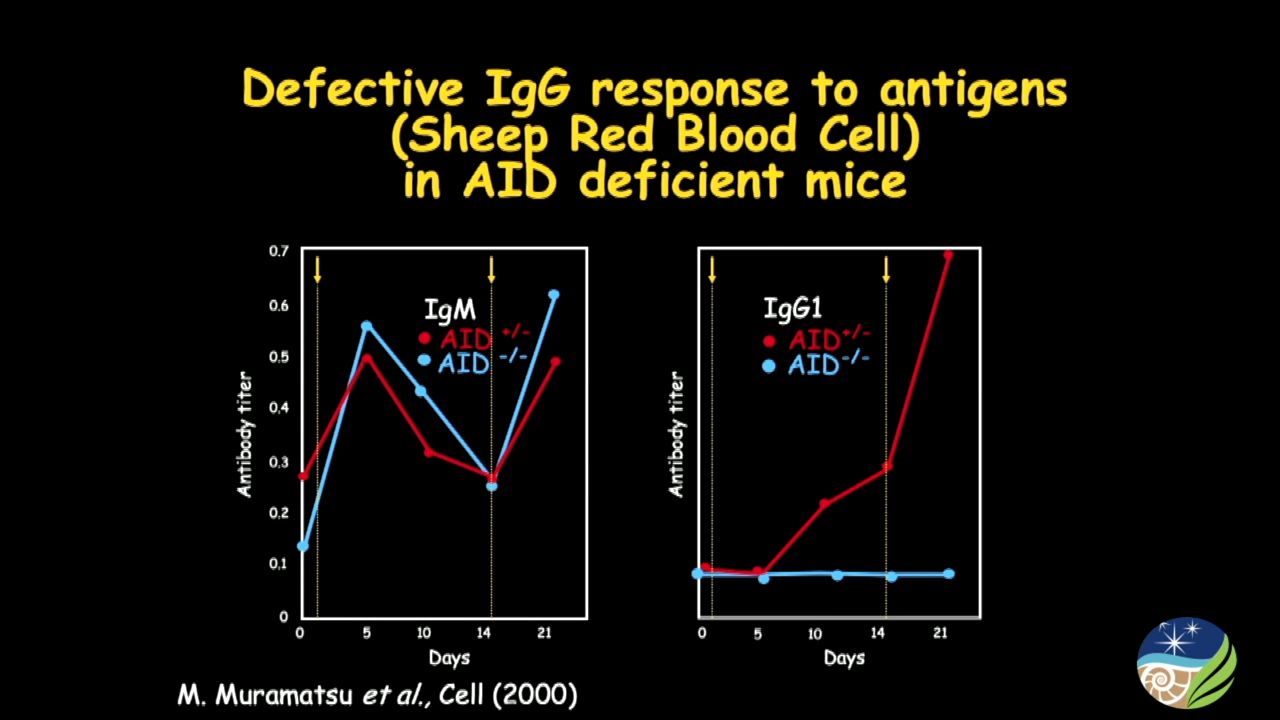 Defective IgG response to antigens
(Sheep Red Blood Cell)
in AID deficient mice
0.7
0.6
0.5
0.4
0.3
0.2
0.1
0
Antibody titer
IgM
AID +/-
AID -/-
0 5 10 14 21
Days
Antibody titer
IgG1
AID+/-
AID-/-
0 5 10 14 21
Days
M. Muramatsu et al., Cell (2000)